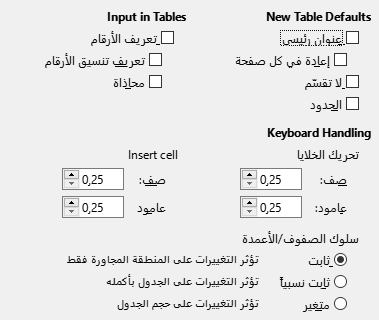 New Table Defaults
عنوان رئيسي
إعادة في كل صفحة
لا تقسّم
الحدود
Input in Tables
تعريف الأرقام
تعريف تنسيق الأرقام
محاذاة
Keyboard Handling
تحريك الخلايا
صف: 0,25
عامود: 0,25
Insert cell
صف: 0,25
عامود 0,25
سلوك الصفوف/الأعمدة
ثابت تؤثر التغييرات على المنطقة المجاورة فقط
ثابت نسبياً تؤثر التغييرات على الجدول بأكمله
متغير تؤثر التغييرات على حجم الجدول